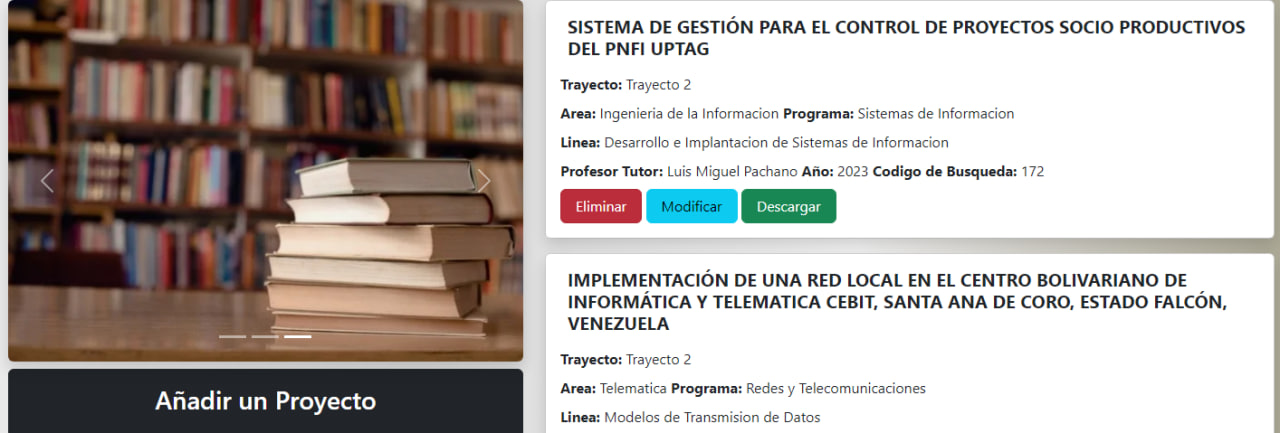 SISTEMA DE GESTIÓN PARA EL CONTROL DE PROYECTOS SOCIO PRODUCTIVOS
DEL PNFI UPTAG
Trayecto: Trayecto 2
Area: Ingenieria de la Informacion Programa: Sistemas de Informacion
Linea: Desarrollo e Implantacion de Sistemas de Informacion
Profesor Tutor: Luis Miguel Pachano Año: 2023 Codigo de Busqueda: 172
Eliminar Modificar Descargar
IMPLEMENTACIÓN DE UNA RED LOCAL EN EL CENTRO BOLIVARIANO DE
INFORMÁTICA Y TELEMATICA CEBIT, SANTA ANA DE CORO, ESTADO FALCÓN,
VENEZUELA
Trayecto: Trayecto 2
Area: Telematica Programa: Redes y Telecomunicaciones
Linea: Modelos de Transmision de Datos
Añadir un Proyecto